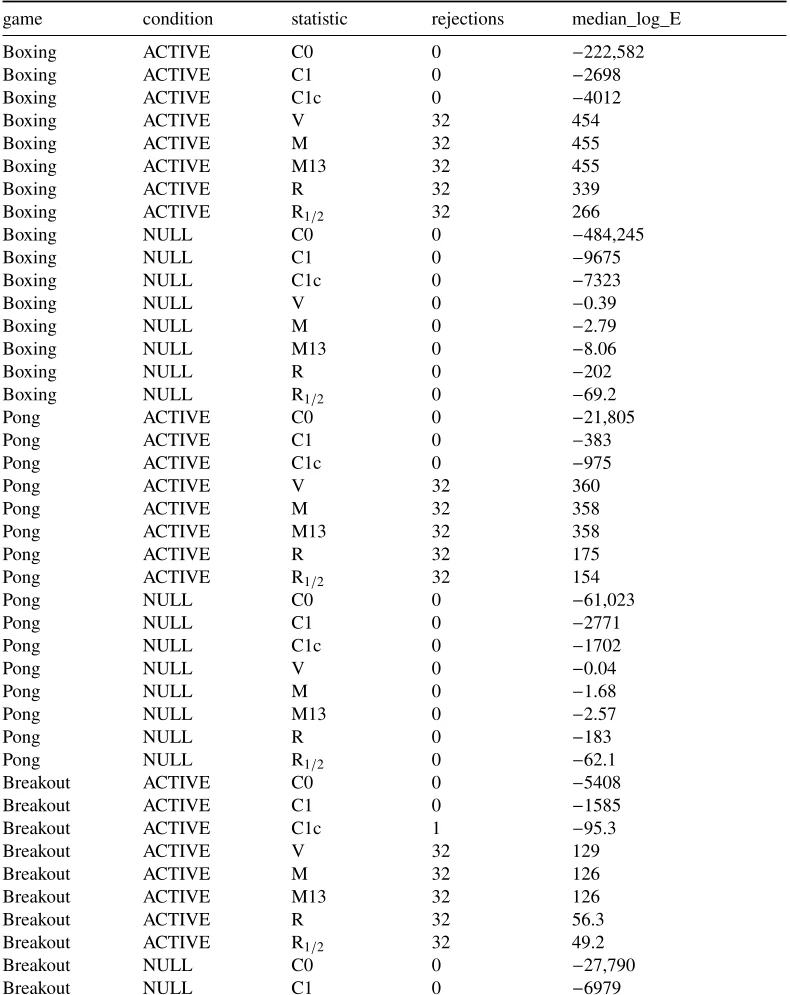 game condition statistic rejections median_log_E
Boxing ACTIVE C0 0 −222,582
Boxing ACTIVE C1 0 −2698
Boxing ACTIVE C1c 0 −4012
Boxing ACTIVE V 32 454
Boxing ACTIVE M 32 455
Boxing ACTIVE M13 32 455
Boxing ACTIVE R 32 339
Boxing ACTIVE R1/2 32 266
Boxing NULL C0 0 −484,245
Boxing NULL C1 0 −9675
Boxing NULL C1c 0 −7323
Boxing NULL V 0 −0.39
Boxing NULL M 0 −2.79
Boxing NULL M13 0 −8.06
Boxing NULL R 0 −202
Boxing NULL R1/2 0 −69.2
Pong ACTIVE C0 0 −21,805
Pong ACTIVE C1 0 −383
Pong ACTIVE C1c 0 −975
Pong ACTIVE V 32 360
Pong ACTIVE M 32 358
Pong ACTIVE M13 32 358
Pong ACTIVE R 32 175
Pong ACTIVE R1/2 32 154
Pong NULL C0 0 −61,023
Pong NULL C1 0 −2771
Pong NULL C1c 0 −1702
Pong NULL V 0 −0.04
Pong NULL M 0 −1.68
Pong NULL M13 0 −2.57
Pong NULL R 0 −183
Pong NULL R1/2 0 −62.1
Breakout ACTIVE C0 0 −5408
Breakout ACTIVE C1 0 −1585
Breakout ACTIVE C1c 1 −95.3
Breakout ACTIVE V 32 129
Breakout ACTIVE M 32 126
Breakout ACTIVE M13 32 126
Breakout ACTIVE R 32 56.3
Breakout ACTIVE R1/2 32 49.2
Breakout NULL C0 0 −27,790
Breakout NULL C1 0 −6979